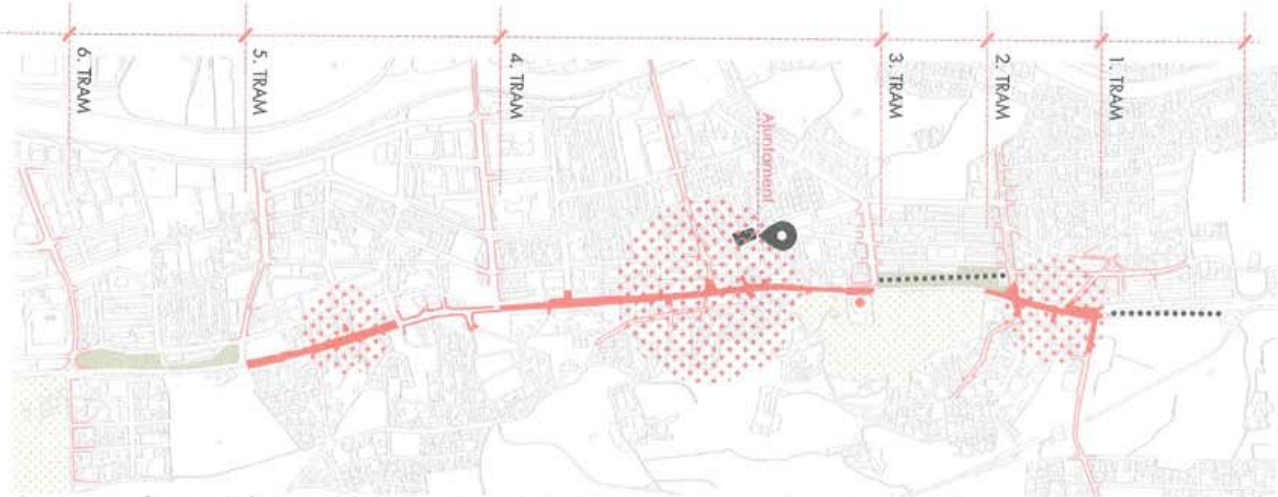 6. TRAM
5. TRAM
4. TRAM
3. TRAM
2. TRAM
1. TRAM
Ajuntament